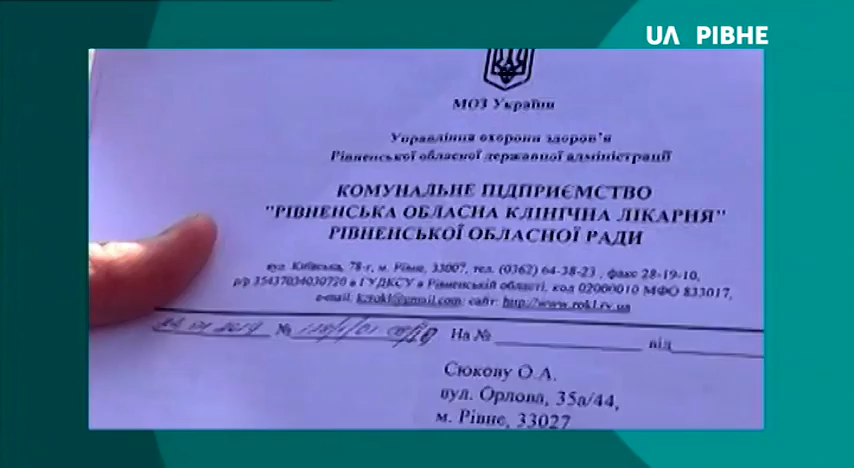 UA РІВНЕ
МОЗ України
Управління охорони здоров'я
Рівненської обласної державної адміністрації
КОМУНАЛЬНЕ ПІДПРИЄМСТВО
"РІВНЕНСЬКА ОБЛАСНА КЛІНІЧНА ЛІКАРНЯ"
РІВНЕНСЬКОЇ ОБЛАСНОЇ РАДИ
вул. Київська, 78-г, м. Рівне, 33007, тел. (0362) 64-38-23, факс 28-19-10,
р/р 35437034030720 в ГУДКСУ в Рівненській області, код 02000010 МФО 833017,
e-mail: k.rokl@gmail.com; сайт: http://www.rokl.rv.ua
№ На № від
Сюкову О.А.
вул. Орлова, 35а/44,
м. Рівне, 33027